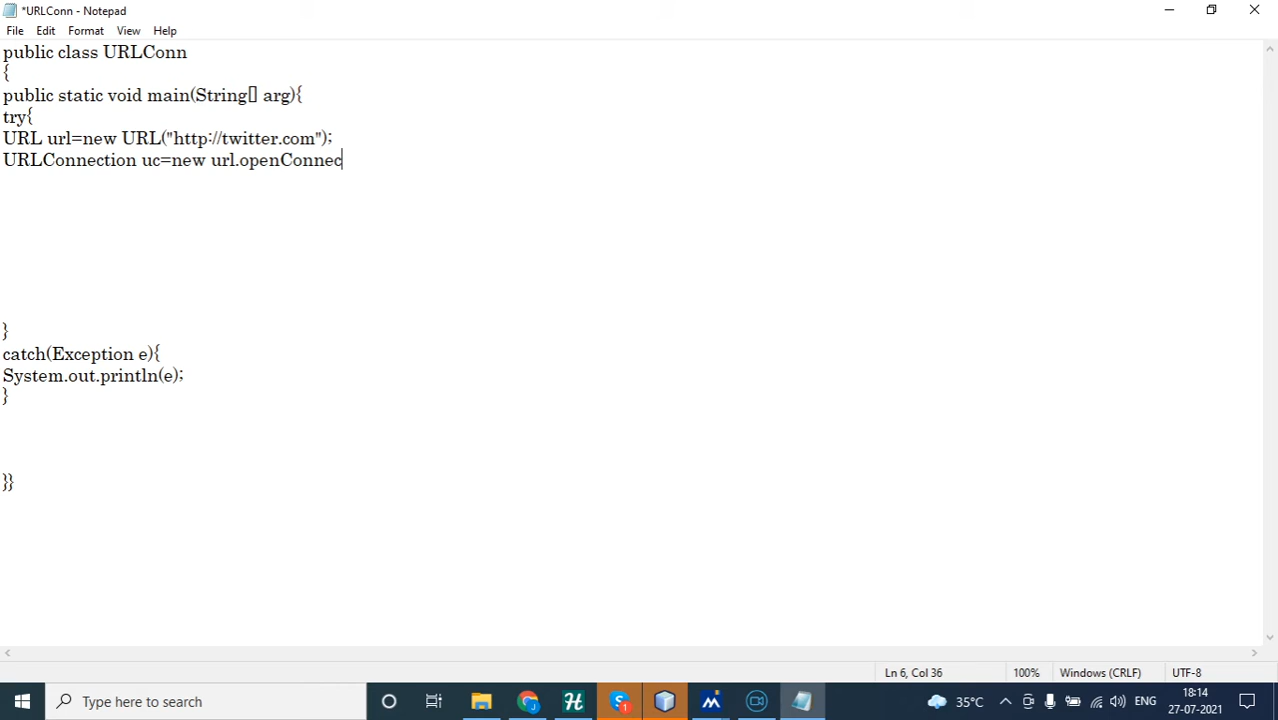 *URLConn - Notepad
File Edit Format View Help
public class URLConn
{
public static void main(String[] arg){
try{
URL url=new URL("http://twitter.com");
URLConnection uc=new url.openConnec
}
catch(Exception e){
System.out.println(e);
}
}}
Ln 6, Col 36 100% Windows (CRLF) UTF-8
Type here to search 35°C ENG 18:14
27-07-2021